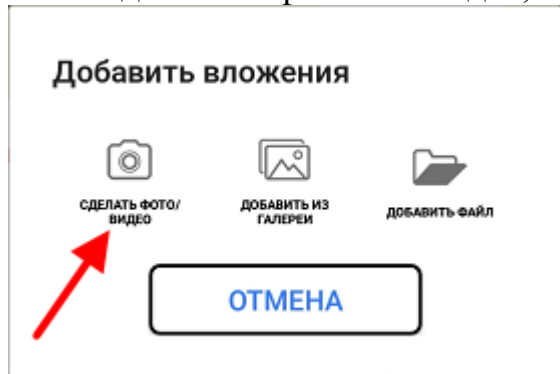 Добавить вложения
СДЕЛАТЬ ФОТО/
ВИДЕО
ДОБАВИТЬ ИЗ
ГАЛЕРЕИ
ДОБАВИТЬ ФАЙЛ
ОТМЕНА